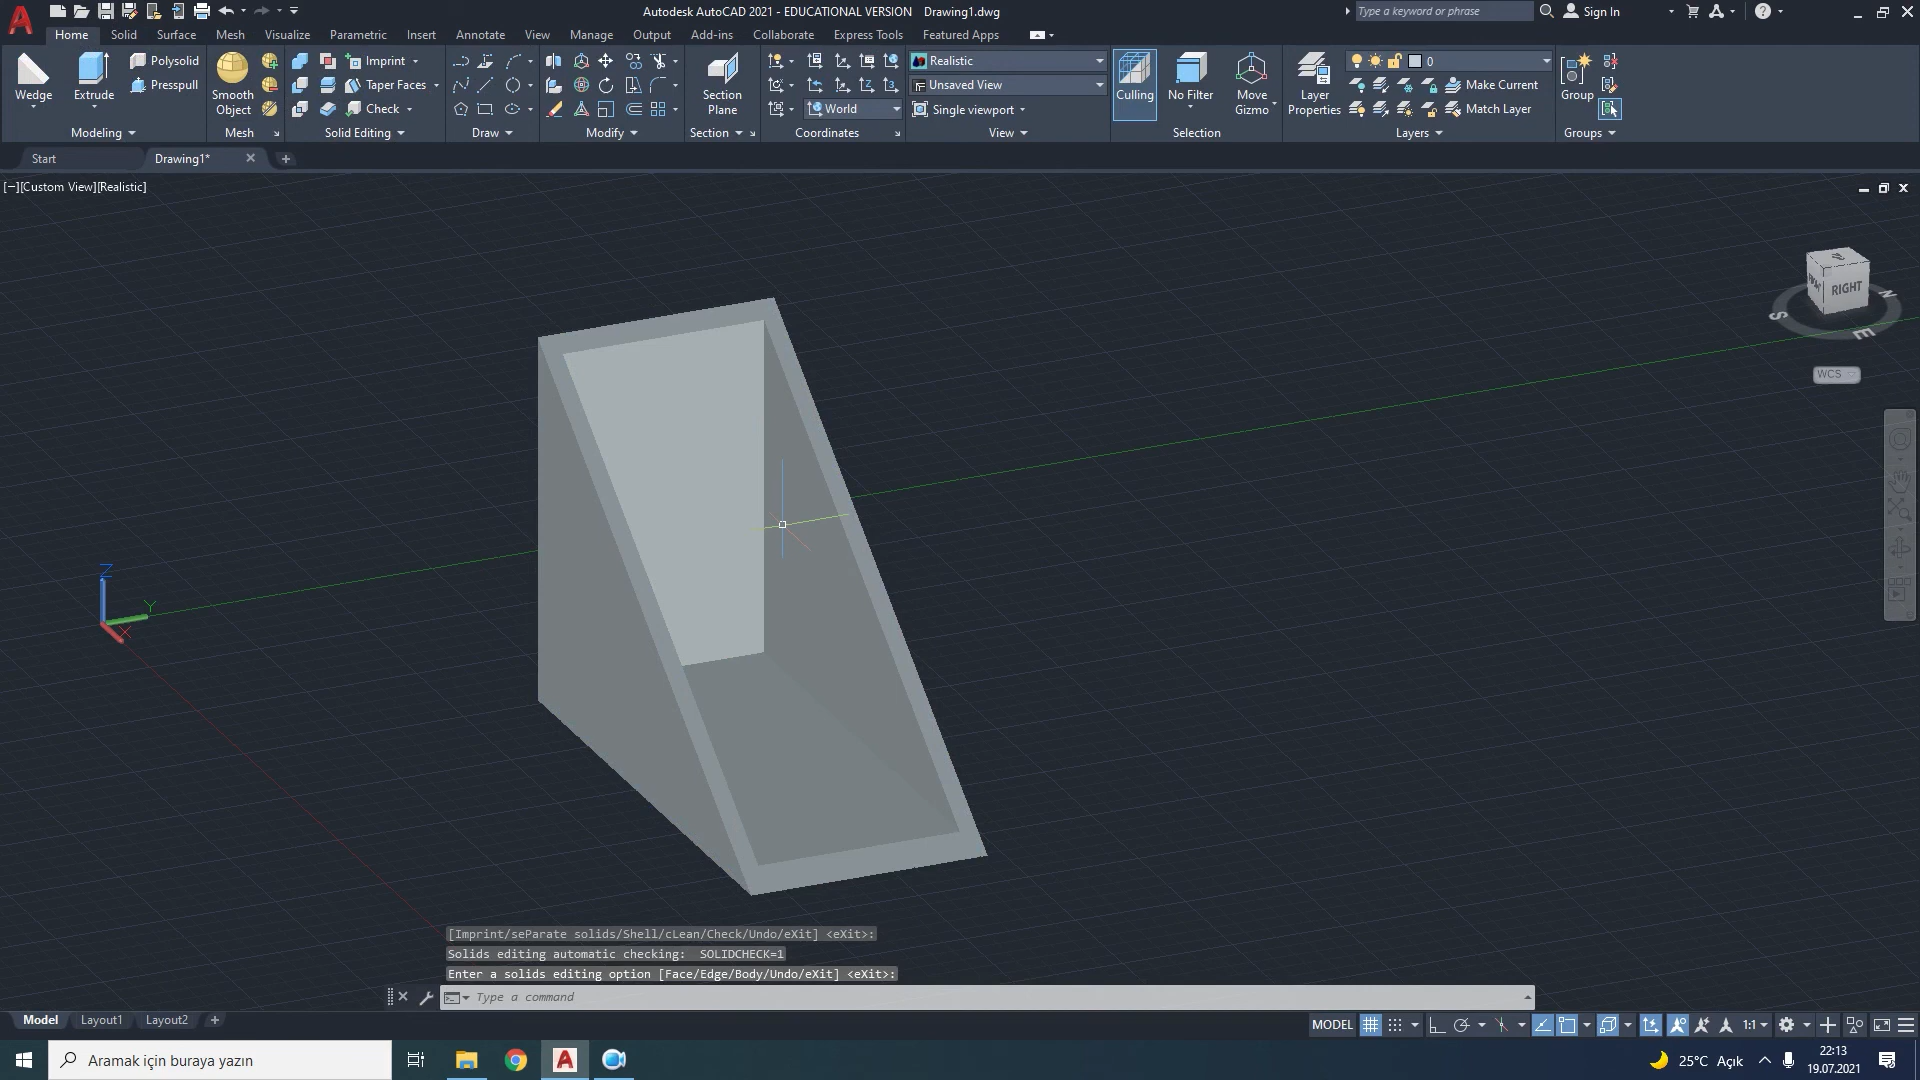 Autodesk AutoCAD 2021 - EDUCATIONAL VERSION Drawing1.dwg
Type a keyword or phrase
Sign In
Home Solid Surface Mesh Visualize Parametric Insert Annotate View Manage Output Add-ins Collaborate Express Tools Featured Apps
Wedge
Extrude
Polysolid
Presspull
Modeling
Smooth Object
Mesh
Imprint
Taper Faces
Check
Solid Editing
Draw
Modify
Section Plane
Section
World
Coordinates
Realistic
Unsaved View
Single viewport
View
Culling
No Filter
Move Gizmo
Selection
Layer Properties
0
Make Current
Match Layer
Layers
Group
Groups
Start
Drawing1*
[−][Custom View][Realistic]
RIGHT
S
E
N
WCS
Z
Y
X
[Imprint/seParate solids/Shell/cLean/Check/Undo/eXit] <eXit>:
Solids editing automatic checking: SOLIDCHECK=1
Enter a solids editing option [Face/Edge/Body/Undo/eXit] <eXit>:
Type a command
Model Layout1 Layout2
MODEL
1:1
Aramak için buraya yazın
25°C Açık
22:13
19.07.2021